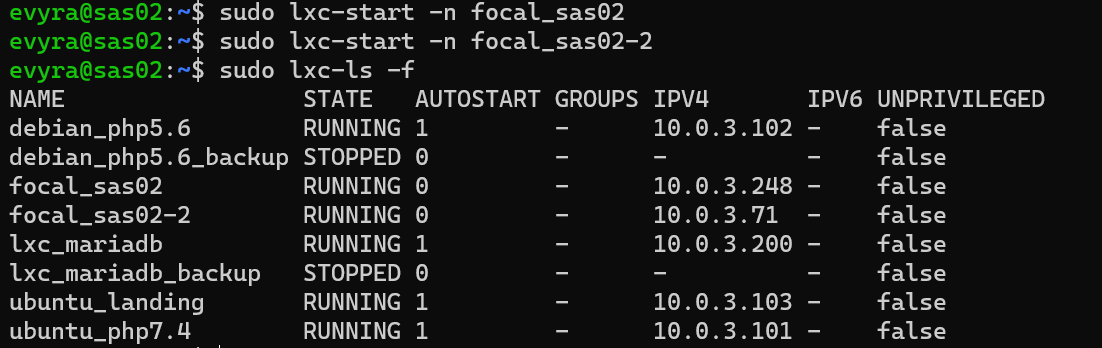 evyra@sas02:~$ sudo lxc-start -n focal_sas02
evyra@sas02:~$ sudo lxc-start -n focal_sas02-2
evyra@sas02:~$ sudo lxc-ls -f
NAME                STATE   AUTOSTART GROUPS IPV4       IPV6 UNPRIVILEGED
debian_php5.6       RUNNING 1         -      10.0.3.102 -    false
debian_php5.6_backup STOPPED 0         -      -          -    false
focal_sas02         RUNNING 0         -      10.0.3.248 -    false
focal_sas02-2       RUNNING 0         -      10.0.3.71  -    false
lxc_mariadb         RUNNING 1         -      10.0.3.200 -    false
lxc_mariadb_backup  STOPPED 0         -      -          -    false
ubuntu_landing      RUNNING 1         -      10.0.3.103 -    false
ubuntu_php7.4       RUNNING 1         -      10.0.3.101 -    false